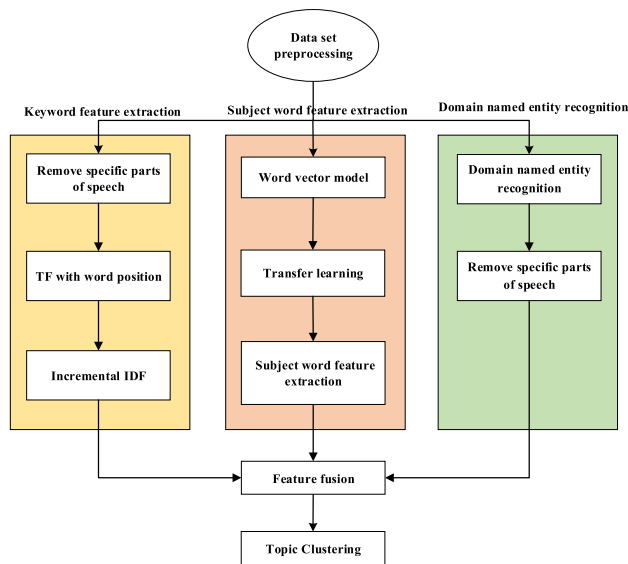 Data set
preprocessing
Keyword feature extraction
Subject word feature extraction
Domain named entity recognition
Remove specific parts
of speech
TF with word position
Incremental IDF
Word vector model
Transfer learning
Subject word feature
extraction
Domain named entity
recognition
Remove specific parts
of speech
Feature fusion
Topic Clustering